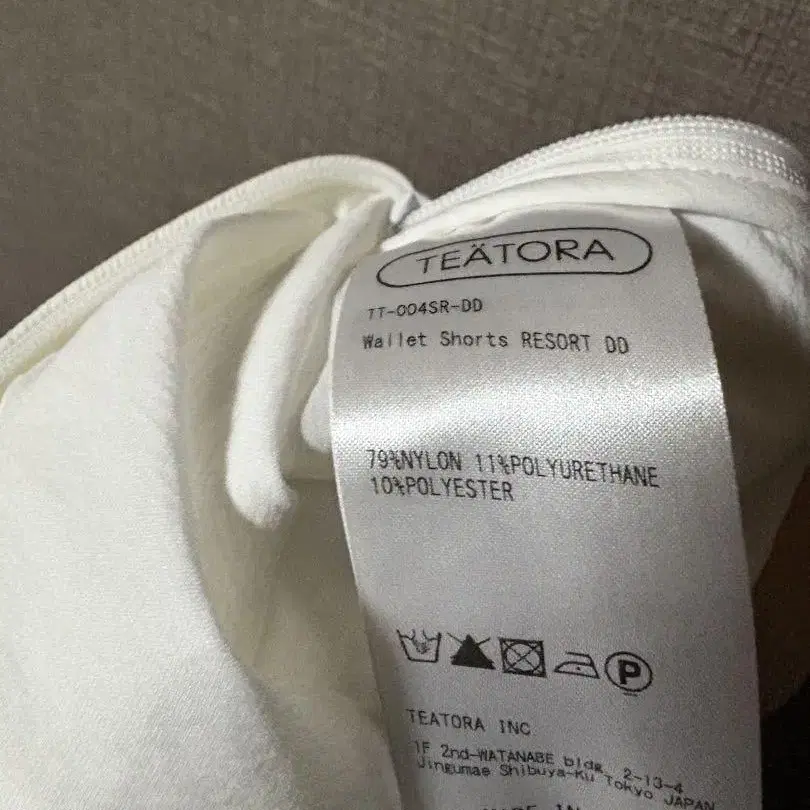 TEÄTORA
TT-004SR-DD
Wallet Shorts RESORT DD
79%NYLON 11%POLYURETHANE
10%POLYESTER
P
TEATORA INC
1F 2nd-WATANABE bldg 2-13-4
Jingumae Shibuya-Ku Tokyo JAPAN